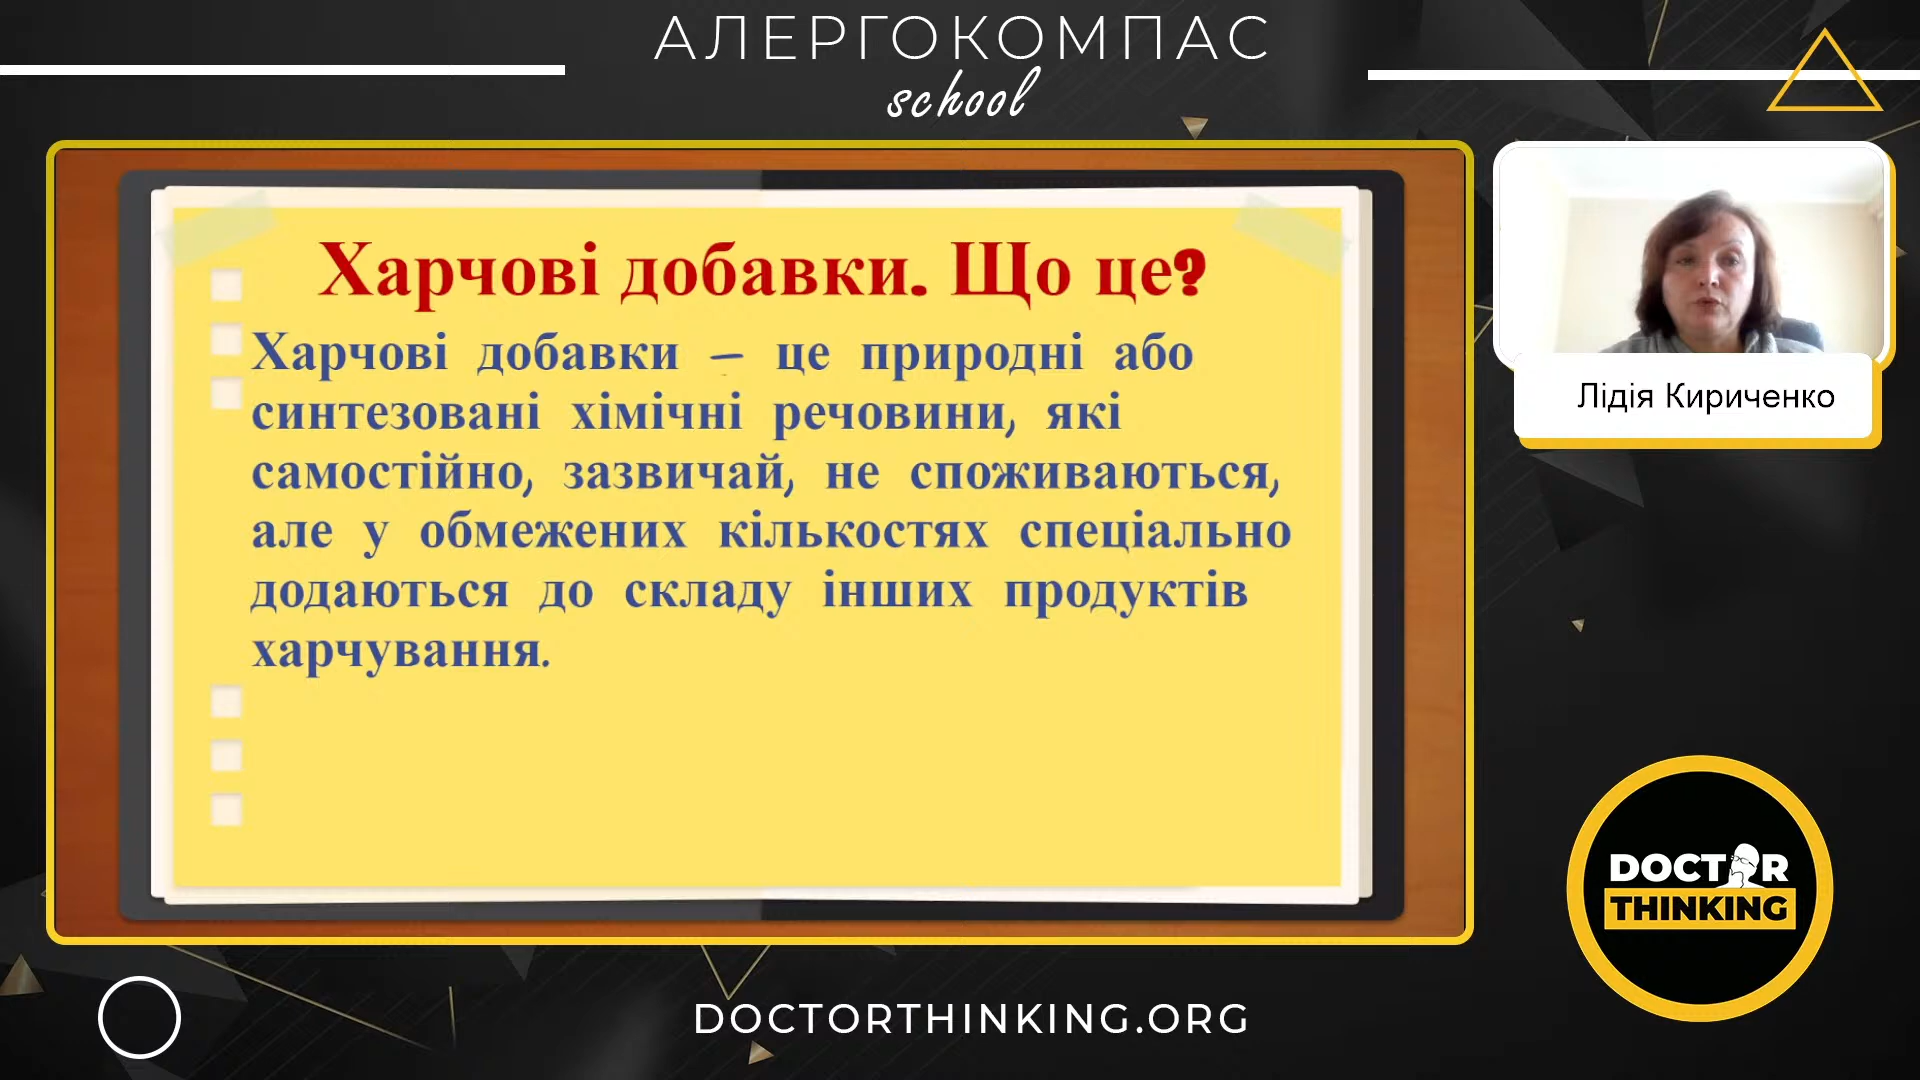 АЛЕРГОКОМПАС
school
Харчові добавки. Що це?
Харчові добавки – це природні або
синтезовані хімічні речовини, які
самостійно, зазвичай, не споживаються,
але у обмежених кількостях спеціально
додаються до складу інших продуктів
харчування.
Лідія Кириченко
DOCTOR
THINKING
DOCTORTHINKING.ORG